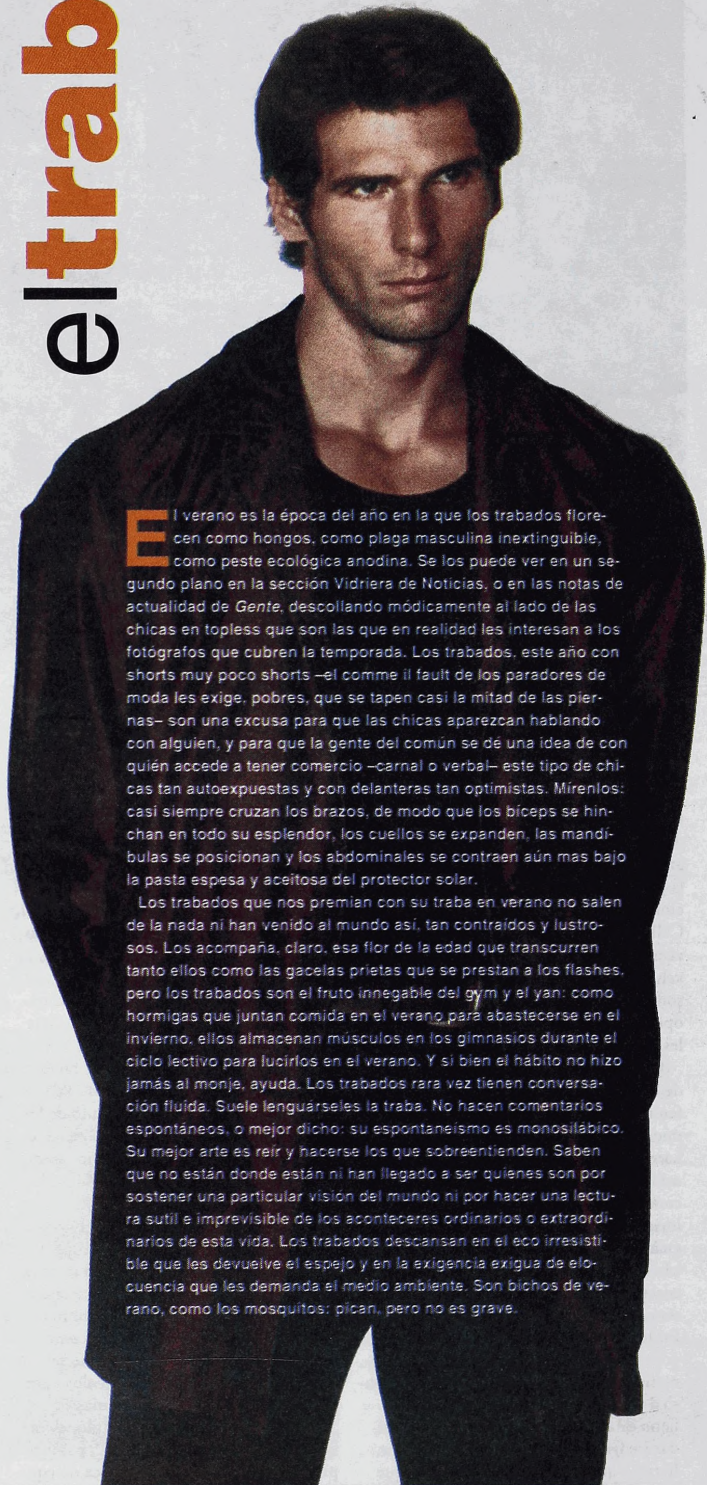 el trab
El verano es la época del año en la que los trabados flore-
cen como hongos, como plaga masculina inextinguible,
como peste ecológica anodina. Se los puede ver en un se-
gundo plano en la sección Vidriera de Noticias, o en las notas de
actualidad de Gente, descollando módicamente al lado de las
chicas en topless que son las que en realidad les interesan a los
fotógrafos que cubren la temporada. Los trabados, este año con
shorts muy poco shorts –el comme il fault de los paradores de
moda les exige, pobres, que se tapen casi la mitad de las pier-
nas– son una excusa para que las chicas aparezcan hablando
con alguien, y para que la gente del común se dé una idea de con
quién accede a tener comercio –carnal o verbal– este tipo de chi-
cas tan autoexpuestas y con delanteras tan optimistas. Mírenlos:
casi siempre cruzan los brazos, de modo que los bíceps se hin-
chan en todo su esplendor, los cuellos se expanden, las mandí-
bulas se posicionan y los abdominales se contraen aún mas bajo
la pasta espesa y aceitosa del protector solar.
Los trabados que nos premian con su traba en verano no salen
de la nada ni han venido al mundo así, tan contraídos y lustro-
sos. Los acompaña, claro, esa flor de la edad que transcurren
tanto ellos como las gacelas prietas que se prestan a los flashes,
pero los trabados son el fruto innegable del gym y el yan: como
hormigas que juntan comida en el verano para abastecerse en el
invierno, ellos almacenan músculos en los gimnasios durante el
ciclo lectivo para lucirlos en el verano. Y si bien el hábito no hizo
jamás al monje, ayuda. Los trabados rara vez tienen conversa-
ción fluida. Suele lenguárseles la traba. No hacen comentarios
espontáneos, o mejor dicho: su espontaneísmo es monosilábico.
Su mejor arte es reír y hacerse los que sobreentienden. Saben
que no están donde están ni han llegado a ser quienes son por
sostener una particular visión del mundo ni por hacer una lectu-
ra sutil e imprevisible de los aconteceres ordinarios o extraordi-
narios de esta vida. Los trabados descansan en el eco irresisti-
ble que les devuelve el espejo y en la exigencia exigua de elo-
cuencia que les demanda el medio ambiente. Son bichos de ve-
rano, como los mosquitos: pican, pero no es grave.